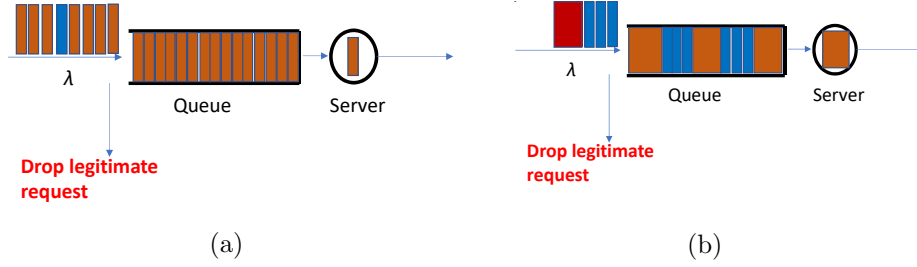 λ
Queue
Server
Drop legitimate
request
(a)
λ
Queue
Server
Drop legitimate
request
(b)